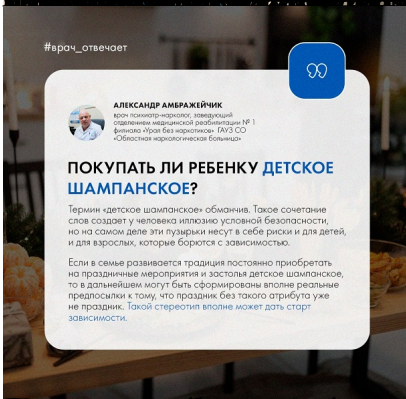 #врач_отвечает
АЛЕКСАНДР АМБРАЖЕЙЧИК
врач психиатр-нарколог, заведующий
отделением медицинской реабилитации № 1
филиала «Урал без наркотиков» ГАУЗ СО
«Областная наркологическая больница»
ПОКУПАТЬ ЛИ РЕБЕНКУ ДЕТСКОЕ
ШАМПАНСКОЕ?
Термин «детское шампанское» обманчив. Такое сочетание
слов создает у человека иллюзию условной безопасности,
но на самом деле эти пузырьки несут в себе риски и для детей,
и для взрослых, которые борются с зависимостью.
Если в семье развивается традиция постоянно приобретать
на праздничные мероприятия и застолья детское шампанское,
то в дальнейшем могут быть сформированы вполне реальные
предпосылки к тому, что праздник без такого атрибута уже
не праздник. Такой стереотип вполне может дать старт
зависимости.